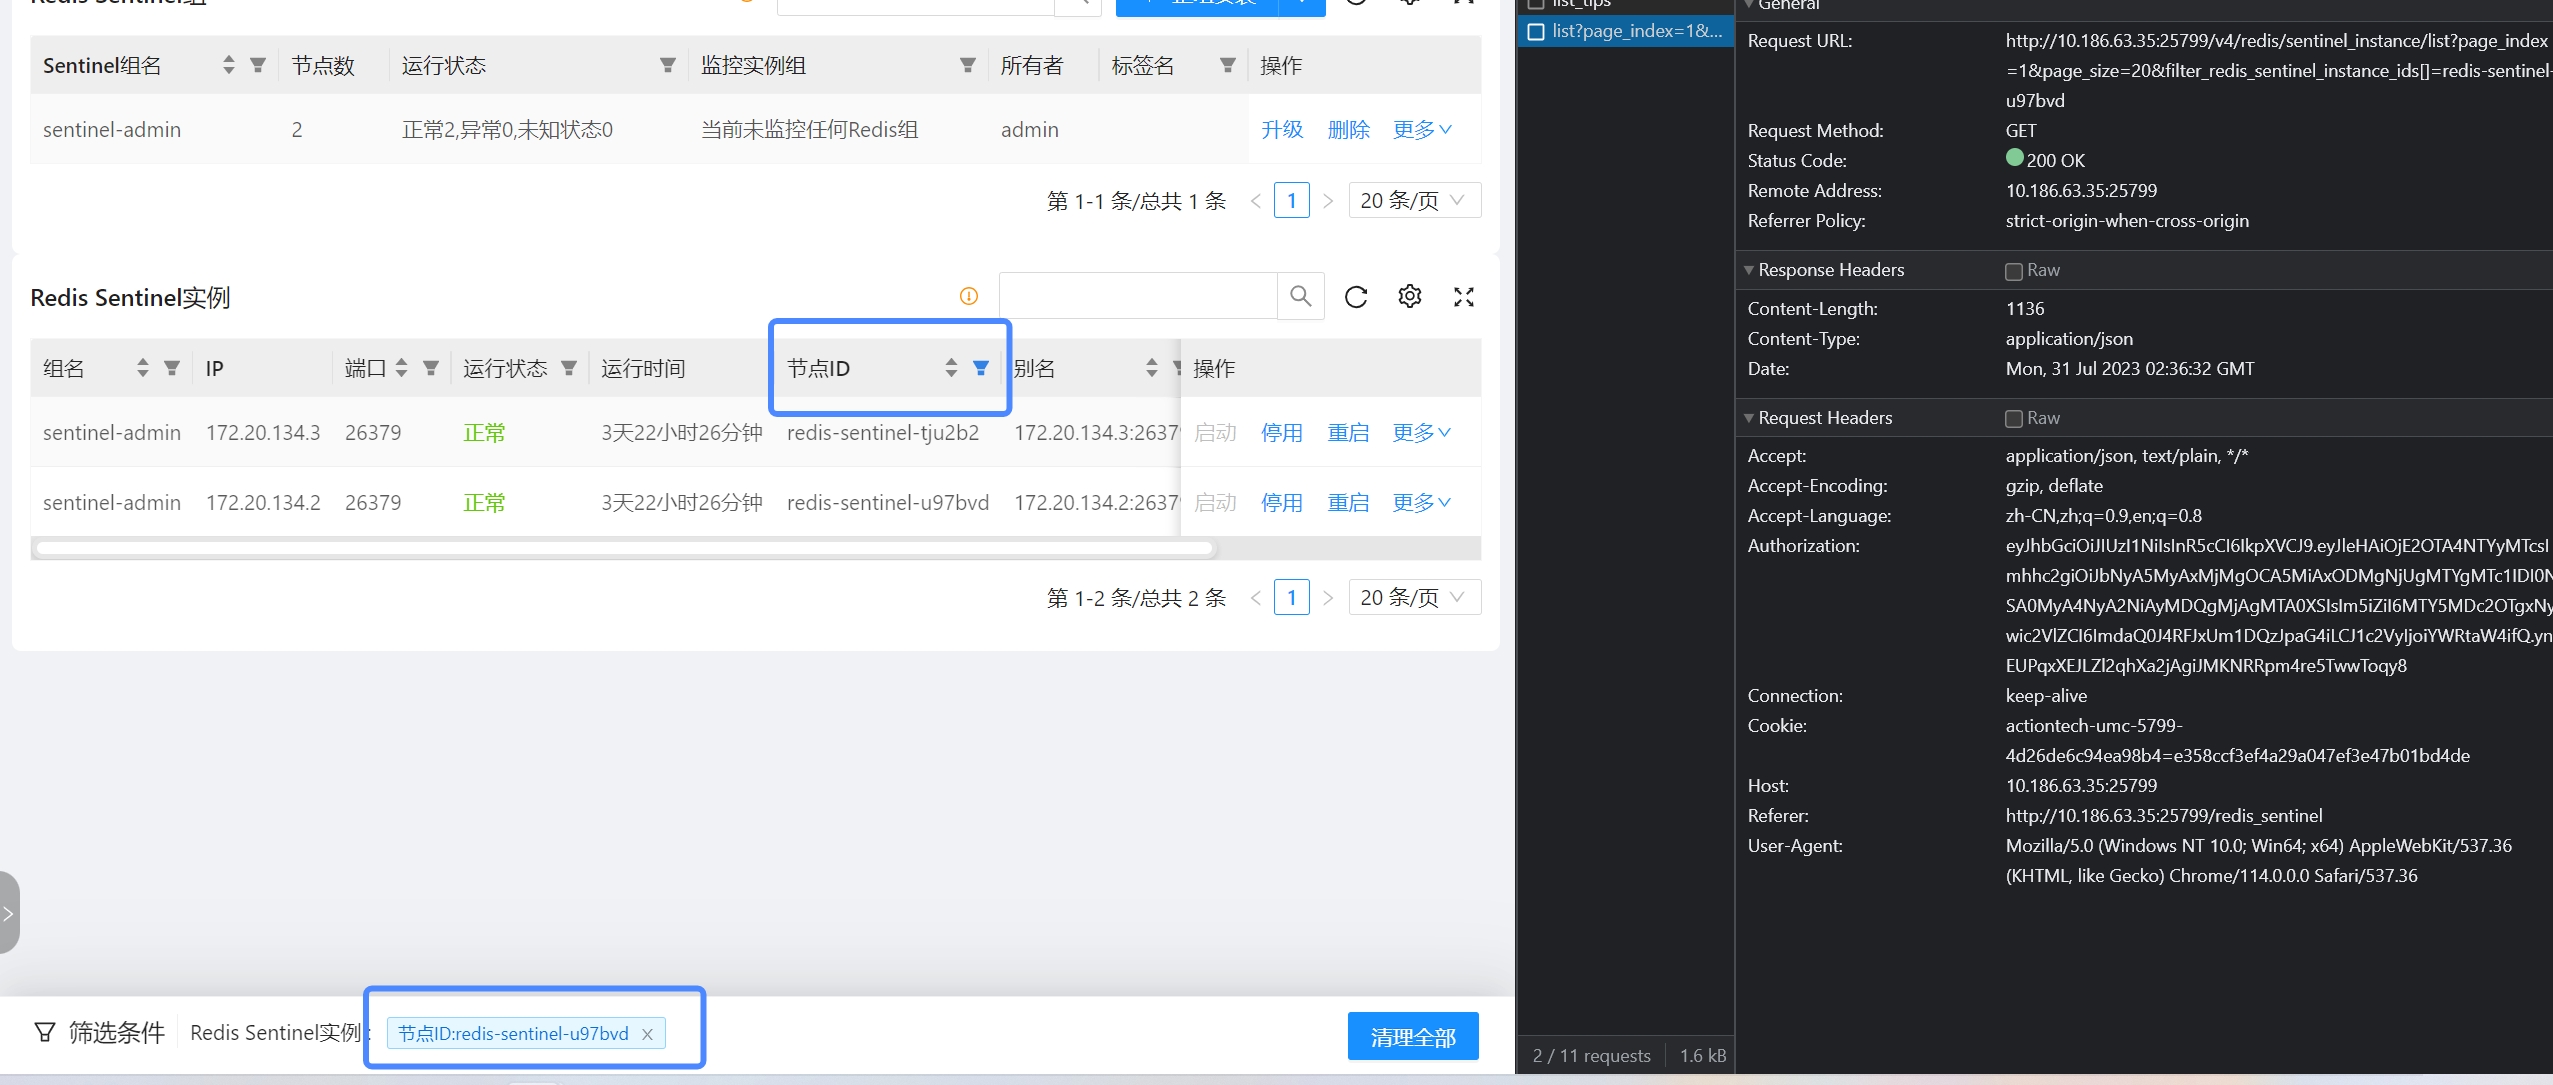 Redis Sentinel组
Sentinel组名 节点数 运行状态 监控实例组 所有者 标签名 操作
sentinel-admin 2 正常2,异常0,未知状态0 当前未监控任何Redis组 admin 升级 删除 更多
第 1-1 条/总共 1 条 < 1 > 20 条/页
Redis Sentinel实例
组名 IP 端口 运行状态 运行时间 节点ID 别名 操作
sentinel-admin 172.20.134.3 26379 正常 3天22小时26分钟 redis-sentinel-tju2b2 172.20.134.3:2637 启动 停用 重启 更多
sentinel-admin 172.20.134.2 26379 正常 3天22小时26分钟 redis-sentinel-u97bvd 172.20.134.2:2637 启动 停用 重启 更多
第 1-2 条/总共 2 条 < 1 > 20 条/页
筛选条件 Redis Sentinel实例: 节点ID:redis-sentinel-u97bvd ×
清理全部
list_tips
list?page_index=1&...
2 / 11 requests 1.6 kB
General
Request URL: http://10.186.63.35:25799/v4/redis/sentinel_instance/list?page_index
=1&page_size=20&filter_redis_sentinel_instance_ids[]=redis-sentinel-
u97bvd
Request Method: GET
Status Code: 200 OK
Remote Address: 10.186.63.35:25799
Referrer Policy: strict-origin-when-cross-origin
Response Headers Raw
Content-Length: 1136
Content-Type: application/json
Date: Mon, 31 Jul 2023 02:36:32 GMT
Request Headers Raw
Accept: application/json, text/plain, */*
Accept-Encoding: gzip, deflate
Accept-Language: zh-CN,zh;q=0.9,en;q=0.8
Authorization: eyJhbGciOiJIUzI1NiIsInR5cCI6IkpXVCJ9.eyJleHAiOjE2OTA4NTYyMTcsI
mhhc2giOiJbNyA5MyAxMjMgOCA5MiAxODMgNjUgMTYgMTc1IDI0N
SA0MyA4NyA2NiAyMDQgMjAgMTA0XSIsIm5iZiI6MTY5MDc2OTgxNy
wic2VlZCI6ImdaQ0J4RFJxUm1DQzJpaG4iLCJ1c2VyIjoiYWRtaW4ifQ.yn
EUPqxXEJLZl2qhXa2jAgiJMKNRRpm4re5TwwToqy8
Connection: keep-alive
Cookie: actiontech-umc-5799-
4d26de6c94ea98b4=e358ccf3ef4a29a047ef3e47b01bd4de
Host: 10.186.63.35:25799
Referer: http://10.186.63.35:25799/redis_sentinel
User-Agent: Mozilla/5.0 (Windows NT 10.0; Win64; x64) AppleWebKit/537.36
(KHTML, like Gecko) Chrome/114.0.0.0 Safari/537.36